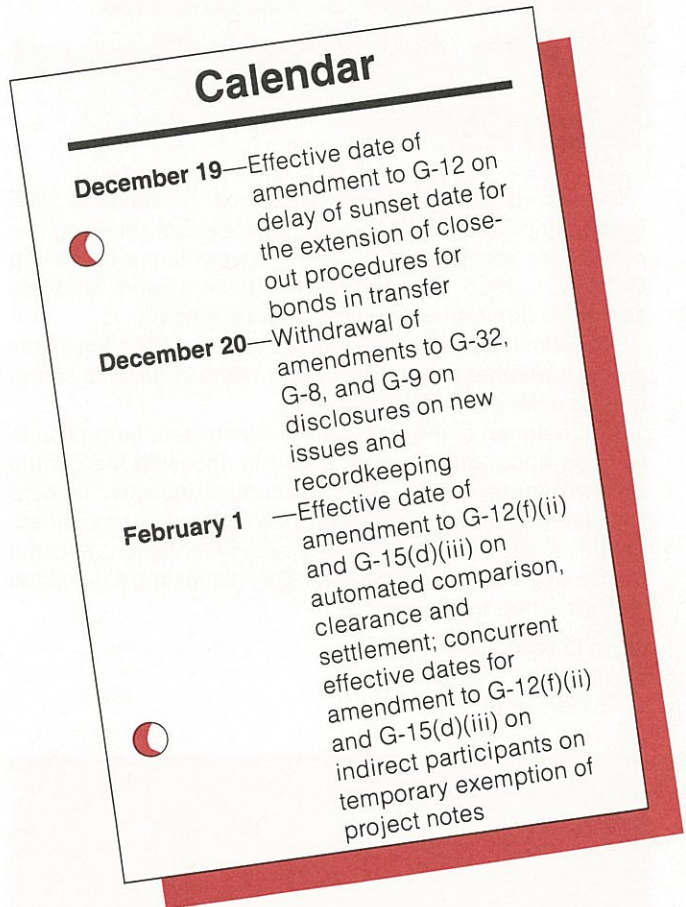 Calendar
December 19—Effective date of
amendment to G-12 on
delay of sunset date for
the extension of close-
out procedures for
bonds in transfer
December 20—Withdrawal of
amendments to G-32,
G-8, and G-9 on
disclosures on new
issues and
recordkeeping
February 1 —Effective date of
amendment to G-12(f)(ii)
and G-15(d)(iii) on
automated comparison,
clearance and
settlement; concurrent
effective dates for
amendment to G-12(f)(ii)
and G-15(d)(iii) on
indirect participants on
temporary exemption of
project notes